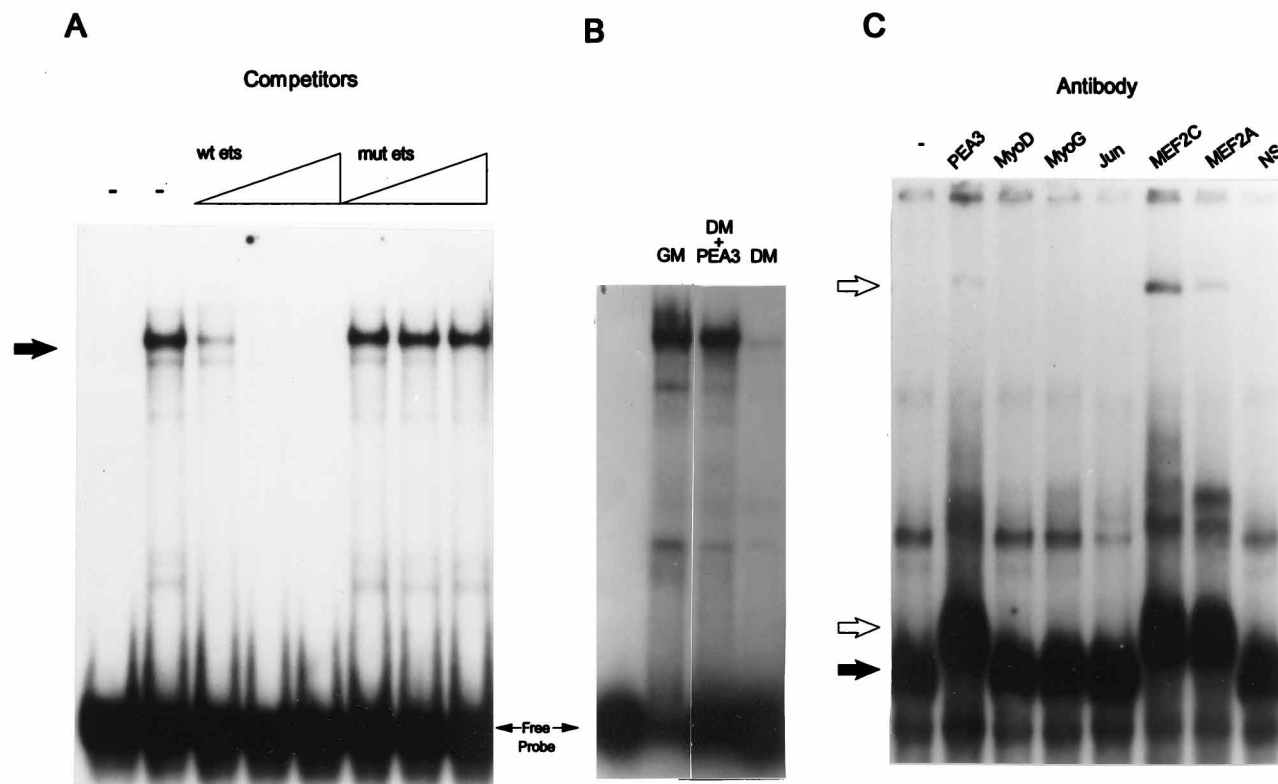 A
B
C
Competitors
Antibody
wt ets
mut ets
-
-
DM
+
GM PEA3 DM
- PEA3 MyoD MyoG Jun MEF2C MEF2A NS
Free
Probe